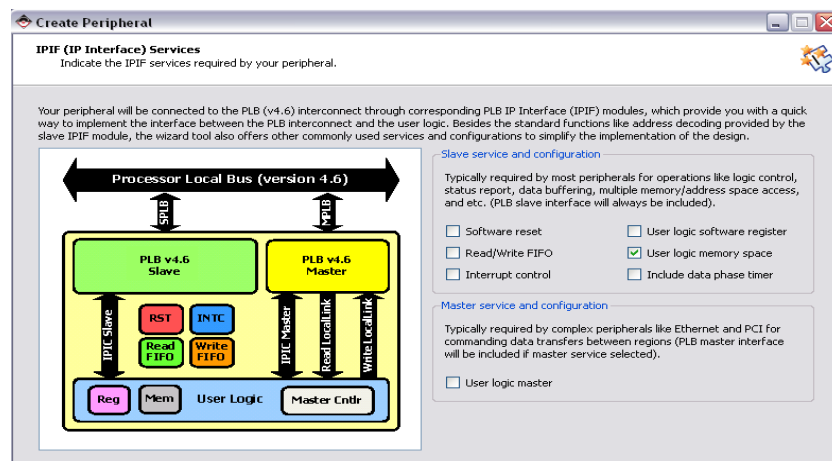 Create Peripheral
IPIF (IP Interface) Services
Indicate the IPIF services required by your peripheral.
Your peripheral will be connected to the PLB (v4.6) interconnect through corresponding PLB IP Interface (IPIF) modules, which provide you with a quick
way to implement the interface between the PLB interconnect and the user logic. Besides the standard functions like address decoding provided by the
slave IPIF module, the wizard tool also offers other commonly used services and configurations to simplify the implementation of the design.
Processor Local Bus (version 4.6)
SPLB
MPLB
PLB v4.6
Slave
PLB v4.6
Master
IPIC Slave
RST
INTC
Read
FIFO
Write
FIFO
IPIC Master
Read LocalLink
Write LocalLink
Reg
Mem
User Logic
Master Cntlr
Slave service and configuration
Typically required by most peripherals for operations like logic control,
status report, data buffering, multiple memory/address space access,
and etc. (PLB slave interface will always be included).
Software reset
User logic software register
Read/Write FIFO
User logic memory space
Interrupt control
Include data phase timer
Master service and configuration
Typically required by complex peripherals like Ethernet and PCI for
commanding data transfers between regions (PLB master interface
will be included if master service selected).
User logic master